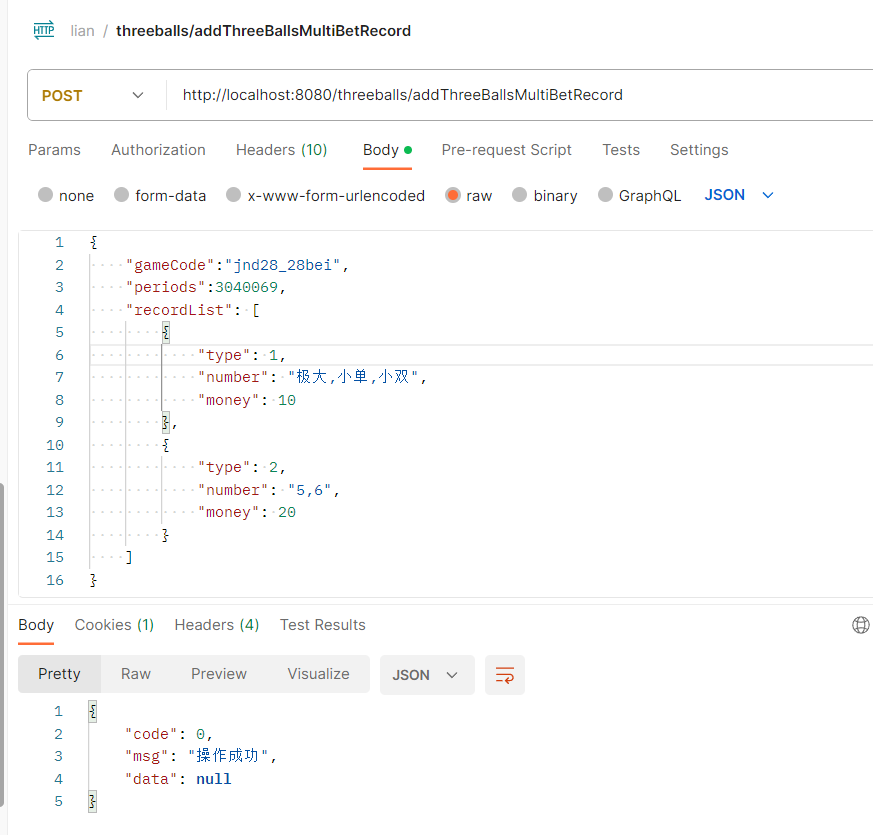 HTTP lian / threeballs/addThreeBallsMultiBetRecord
POST http://localhost:8080/threeballs/addThreeBallsMultiBetRecord
Params Authorization Headers (10) Body Pre-request Script Tests Settings
none form-data x-www-form-urlencoded raw binary GraphQL JSON
1 {
2 "gameCode":"jnd28_28bei",
3 "periods":3040069,
4 "recordList": [
5 {
6 "type": 1,
7 "number": "极大,小单,小双",
8 "money": 10
9 },
10 {
11 "type": 2,
12 "number": "5,6",
13 "money": 20
14 }
15 ]
16 }
Body Cookies (1) Headers (4) Test Results
Pretty Raw Preview Visualize JSON
1 {
2 "code": 0,
3 "msg": "操作成功",
4 "data": null
5 }